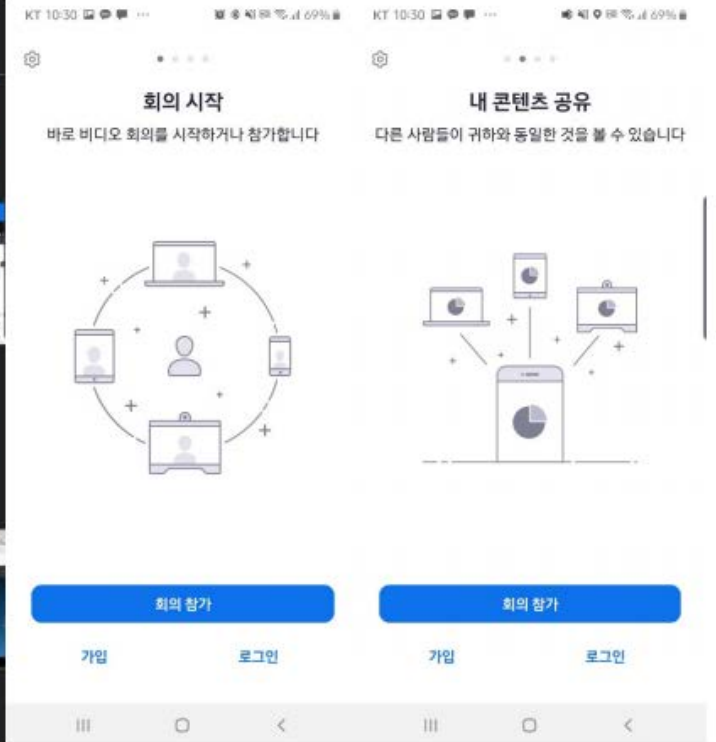 KT 10:30
69%
회의 시작
바로 비디오 회의를 시작하거나 참가합니다
회의 참가
가입
로그인
KT 10:30
69%
내 콘텐츠 공유
다른 사람들이 귀하와 동일한 것을 볼 수 있습니다
회의 참가
가입
로그인